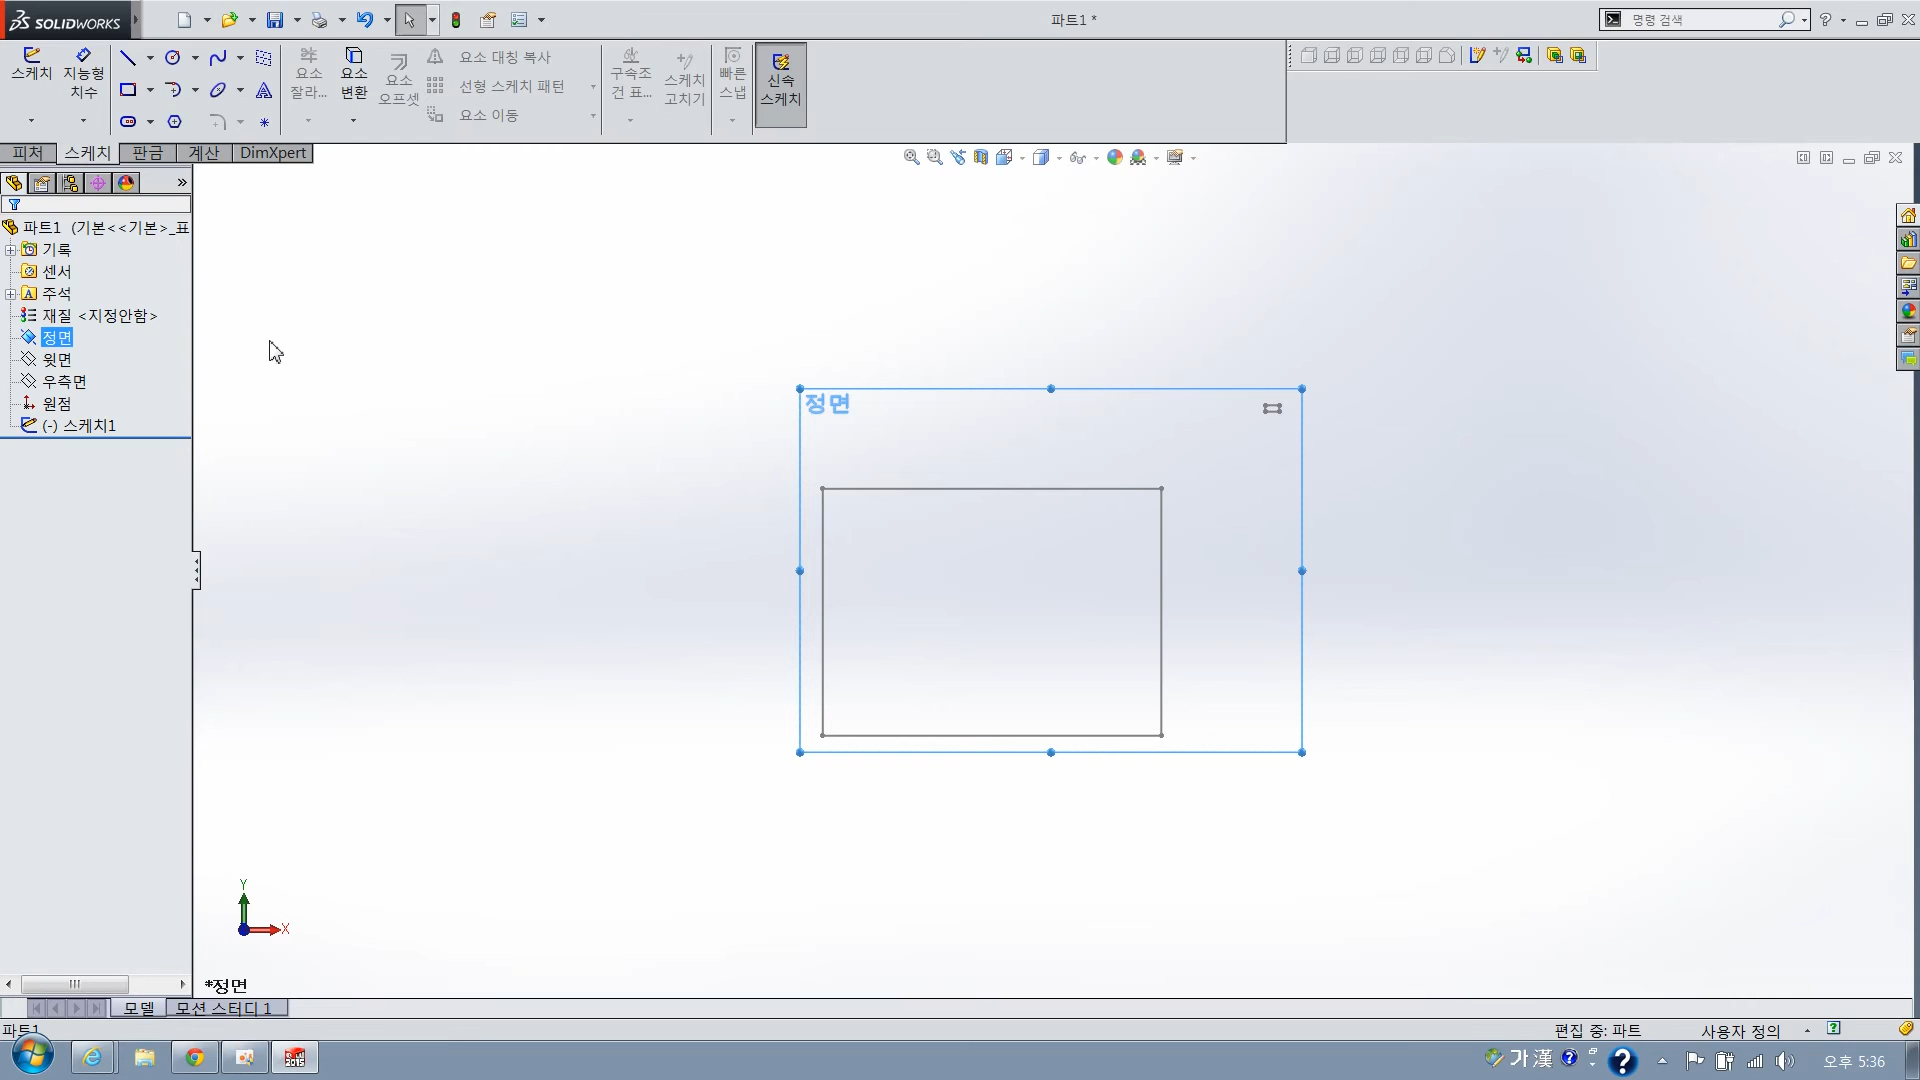 SOLIDWORKS
파트1 *
명령 검색
스케치
지능형
치수
요소
잘라...
요소
변환
요소
오프셋
요소 대칭 복사
선형 스케치 패턴
요소 이동
구속조
건 표...
스케치
고치기
빠른
스냅
신속
스케치
피처
스케치
판금
계산
DimXpert
파트1 (기본<<기본>_표
기록
센서
주석
재질 <지정안함>
정면
윗면
우측면
원점
(-) 스케치1
정면
Y
X
*정면
모델
모션 스터디 1
파트1
편집 중: 파트
사용자 정의
가 漢
오후 5:36